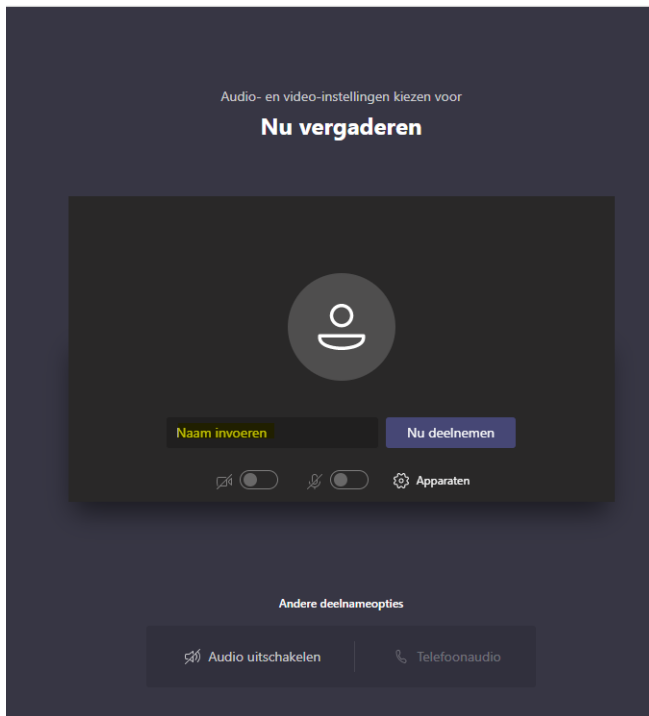 Audio- en video-instellingen kiezen voor
Nu vergaderen
Naam invoeren
Nu deelnemen
Apparaten
Andere deelnameopties
Audio uitschakelen
Telefoonaudio